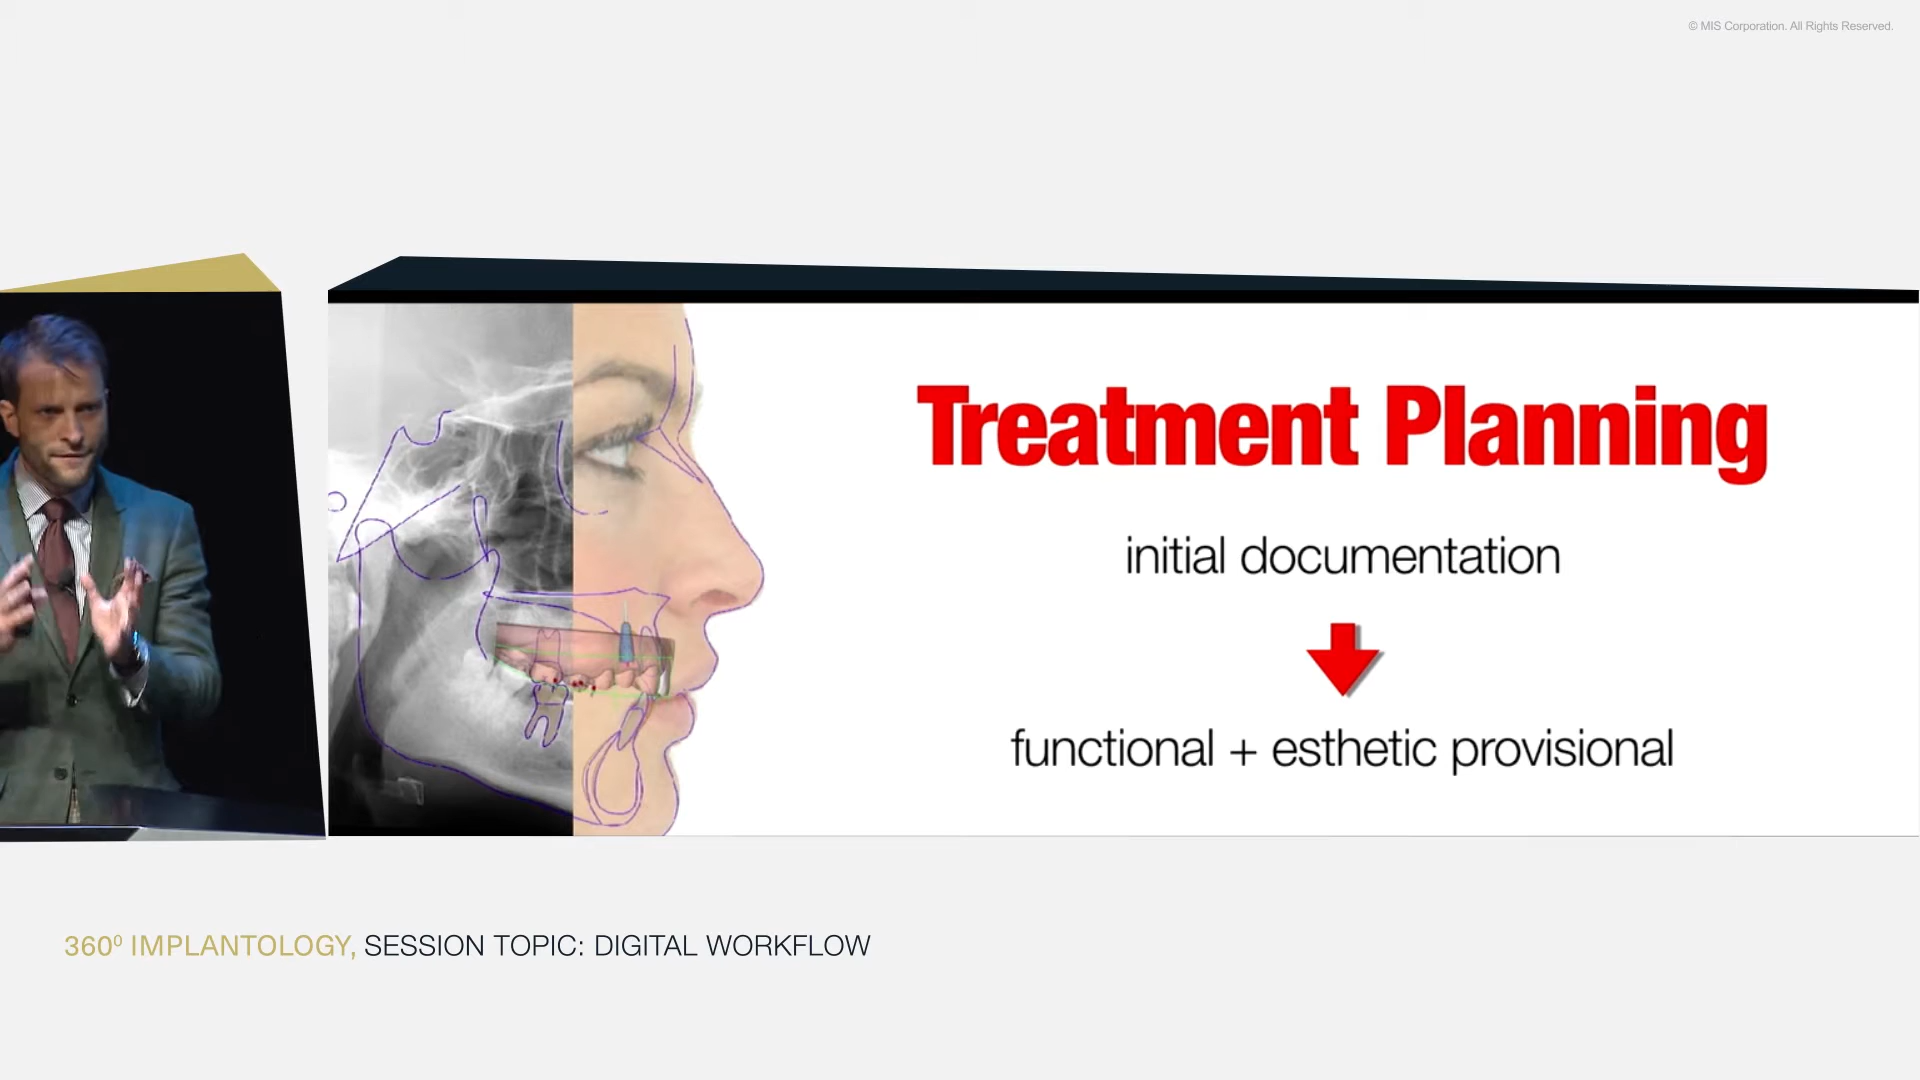 © MIS Corporation. All Rights Reserved.
Treatment Planning
initial documentation
functional + esthetic provisional
360⁰ IMPLANTOLOGY, SESSION TOPIC: DIGITAL WORKFLOW